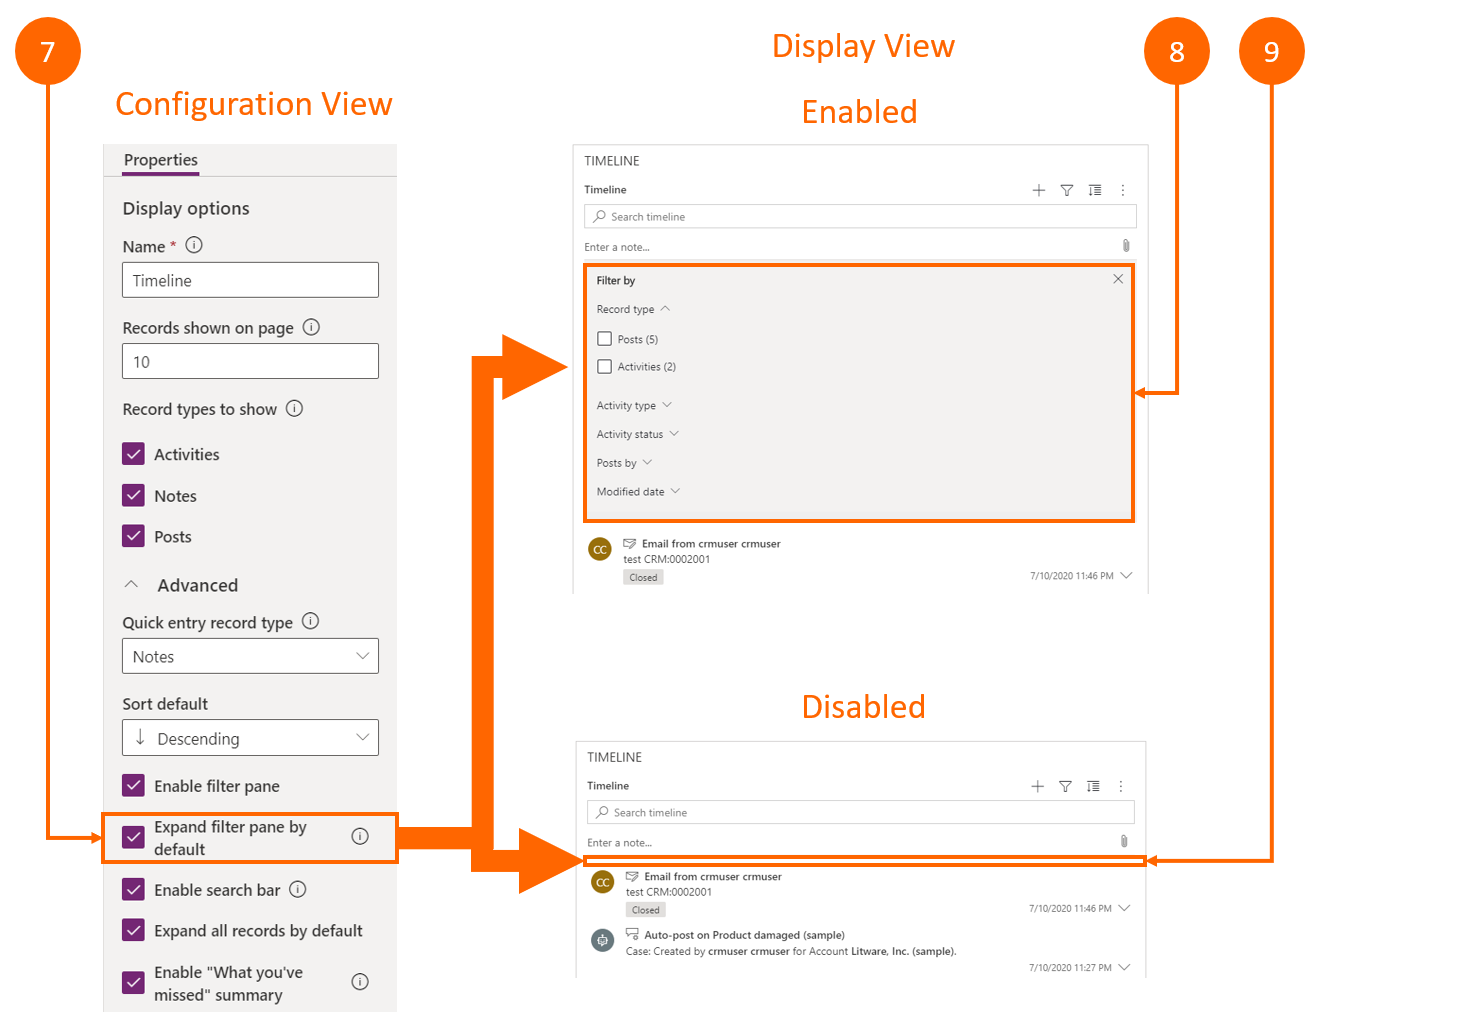 7
Display View
8
9
Configuration View
Enabled
Properties
Display options
Name *
Timeline
Records shown on page
10
Record types to show
Activities
Notes
Posts
Advanced
Quick entry record type
Notes
Sort default
Descending
Enable filter pane
Expand filter pane by
default
Enable search bar
Expand all records by default
Enable "What you've
missed" summary
TIMELINE
Timeline
Search timeline
Enter a note...
Filter by
Record type
Posts (5)
Activities (2)
Activity type
Activity status
Posts by
Modified date
CC
Email from crmuser crmuser
test CRM:0002001
Closed
7/10/2020 11:46 PM
Disabled
TIMELINE
Timeline
Search timeline
Enter a note...
CC
Email from crmuser crmuser
test CRM:0002001
Closed
7/10/2020 11:46 PM
Auto-post on Product damaged (sample)
Case: Created by crmuser crmuser for Account Litware, Inc. (sample).
7/10/2020 11:27 PM